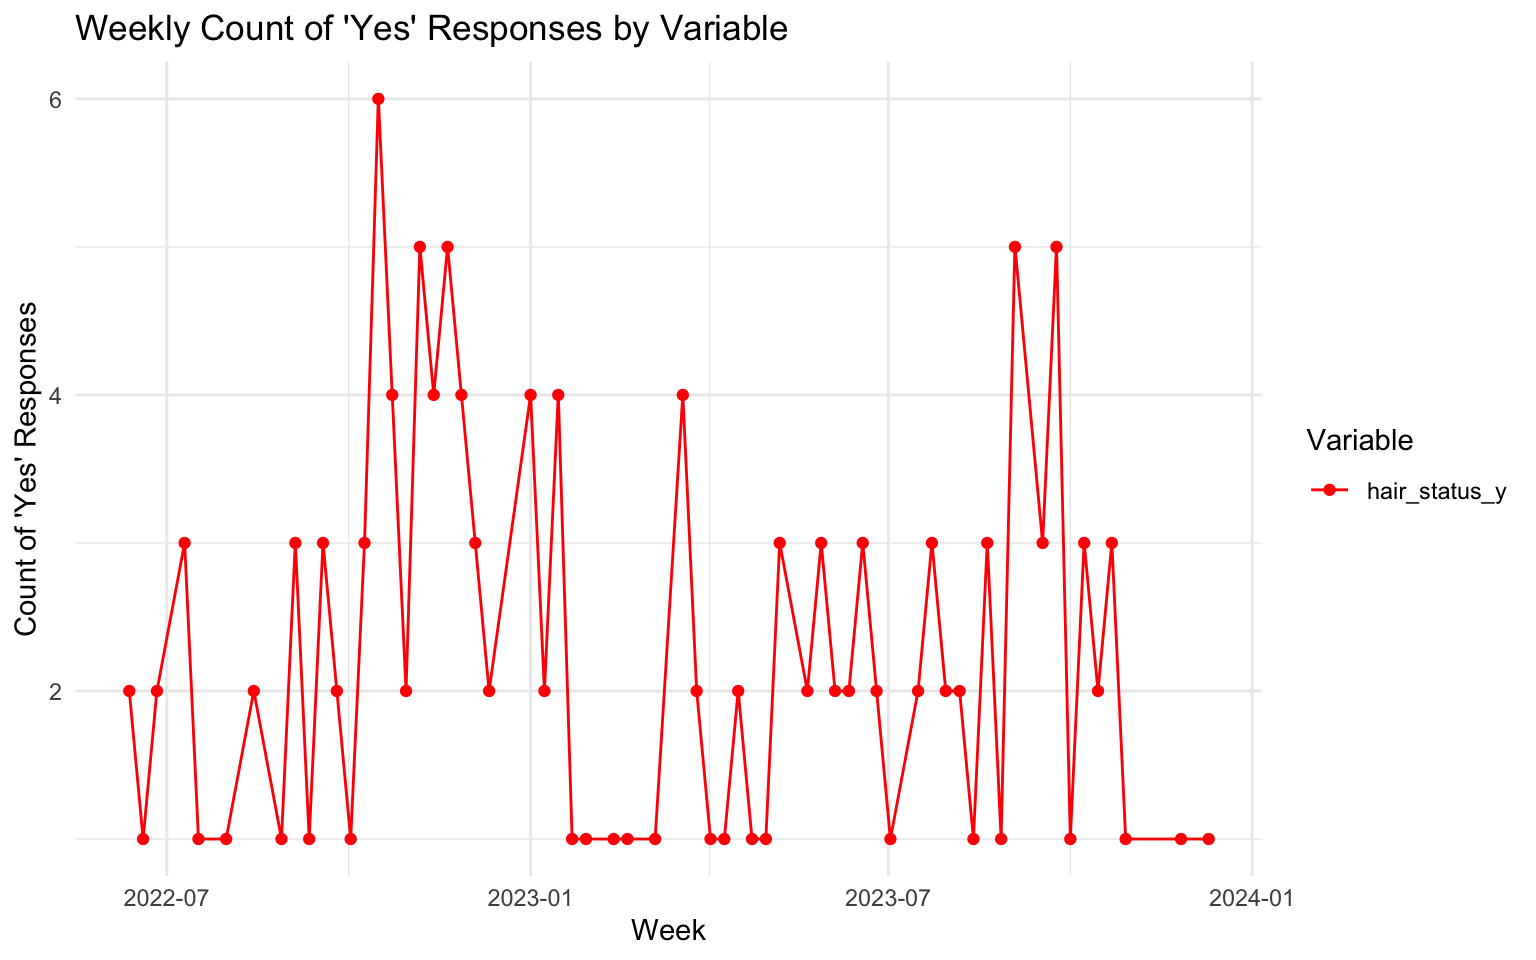 Weekly Count of 'Yes' Responses by Variable
6
4
2
Count of 'Yes' Responses
2022-07
2023-01
2023-07
2024-01
Week
Variable
hair_status_y